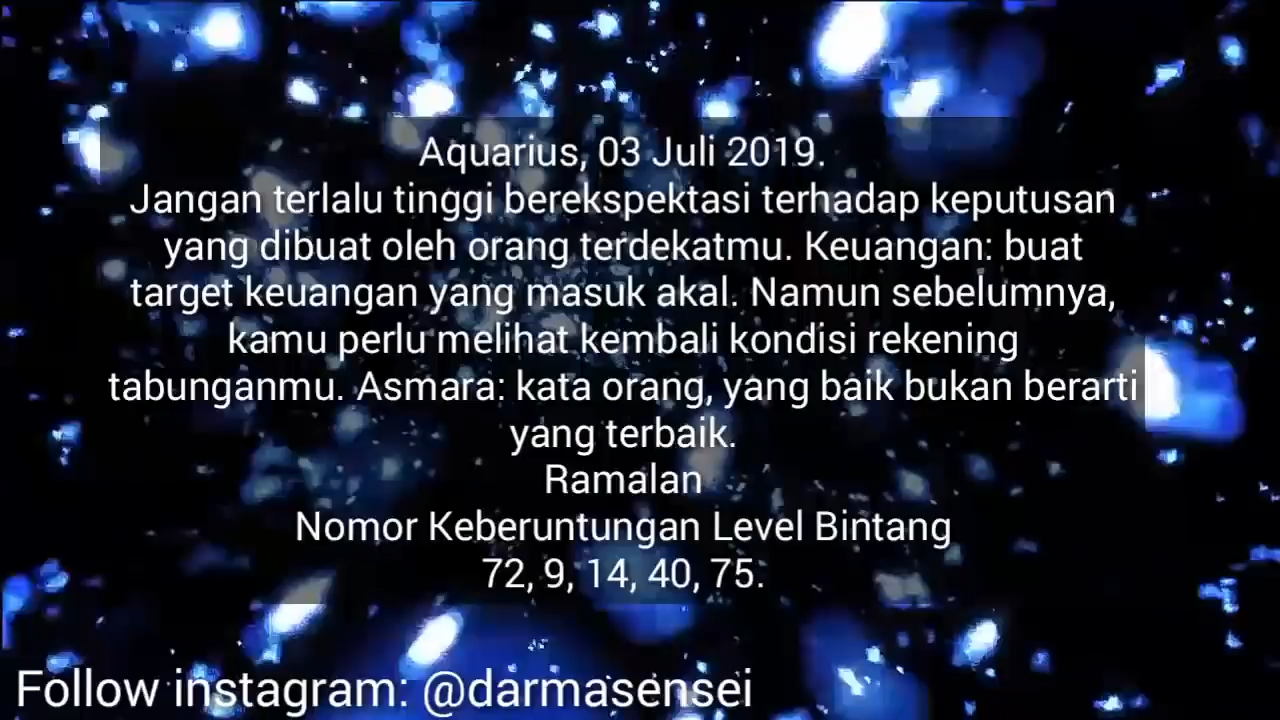 Aquarius, 03 Juli 2019.
Jangan terlalu tinggi berekspektasi terhadap keputusan
yang dibuat oleh orang terdekatmu. Keuangan: buat
target keuangan yang masuk akal. Namun sebelumnya,
kamu perlu melihat kembali kondisi rekening
tabunganmu. Asmara: kata orang, yang baik bukan berarti
yang terbaik.
Ramalan
Nomor Keberuntungan Level Bintang
72, 9, 14, 40, 75.
Follow instagram: @darmasensei